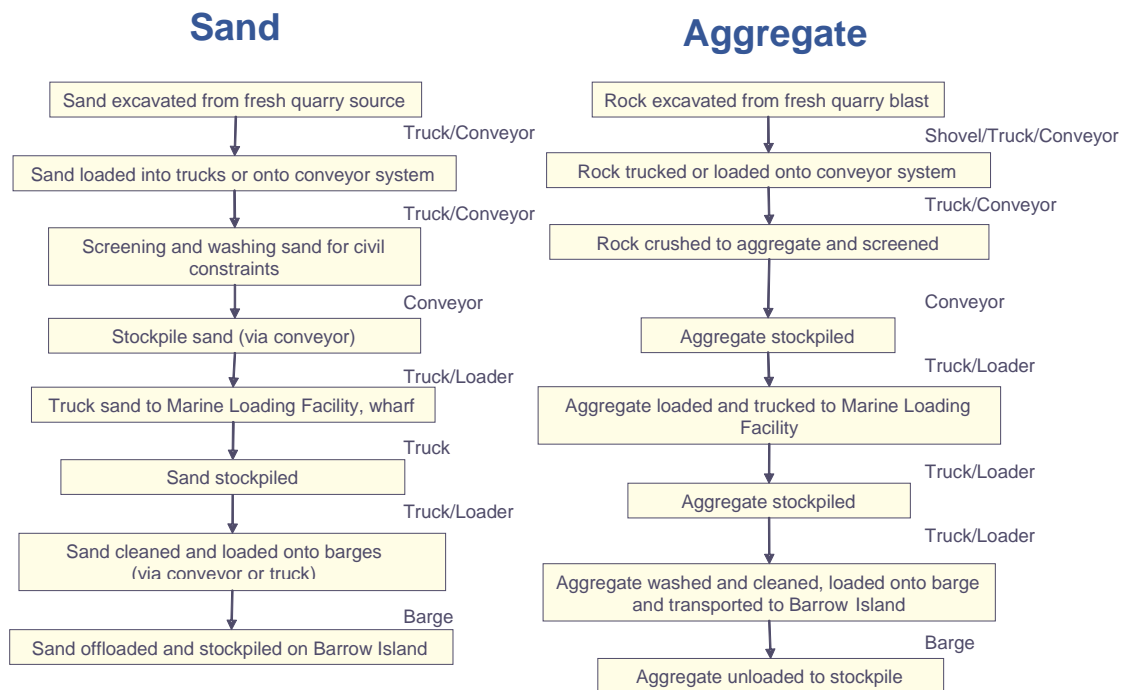 Sand
Sand excavated from fresh quarry source
Truck/Conveyor
Sand loaded into trucks or onto conveyor system
Truck/Conveyor
Screening and washing sand for civil
constraints
Conveyor
Stockpile sand (via conveyor)
Truck/Loader
Truck sand to Marine Loading Facility, wharf
Truck
Sand stockpiled
Truck/Loader
Sand cleaned and loaded onto barges
(via conveyor or truck)
Barge
Sand offloaded and stockpiled on Barrow Island
Aggregate
Rock excavated from fresh quarry blast
Shovel/Truck/Conveyor
Rock trucked or loaded onto conveyor system
Truck/Conveyor
Rock crushed to aggregate and screened
Conveyor
Aggregate stockpiled
Truck/Loader
Aggregate loaded and trucked to Marine Loading
Facility
Truck/Loader
Aggregate stockpiled
Truck/Loader
Aggregate washed and cleaned, loaded onto barge
and transported to Barrow Island
Barge
Aggregate unloaded to stockpile